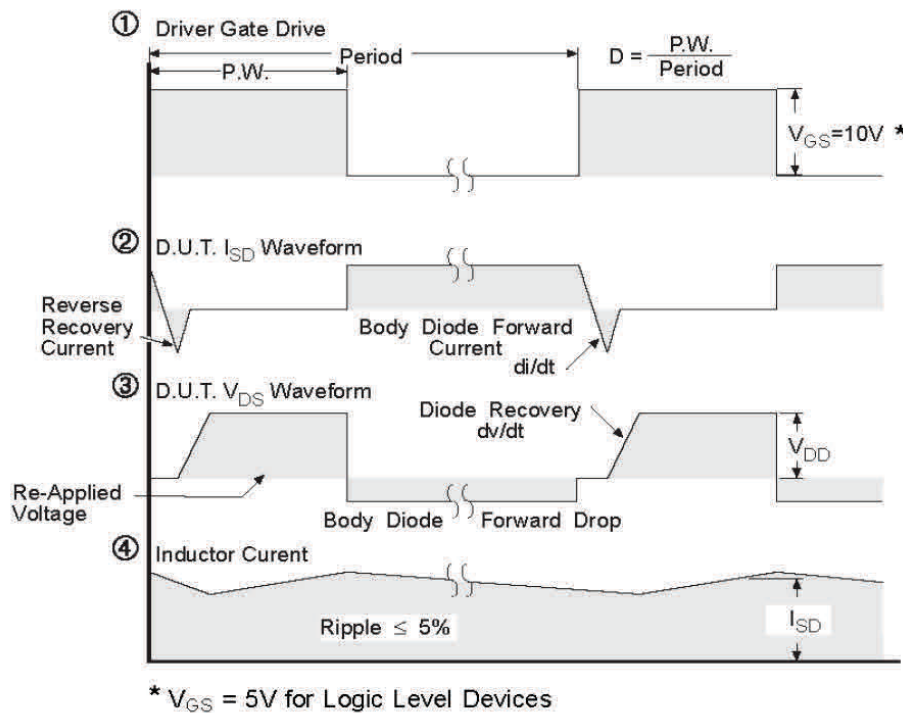 ① Driver Gate Drive
Period
P.W.
D = P.W. / Period
V_GS=10V *
② D.U.T. I_SD Waveform
Reverse
Recovery
Current
Body Diode Forward
Current
di/dt
③ D.U.T. V_DS Waveform
Diode Recovery
dv/dt
V_DD
Re-Applied
Voltage
Body Diode Forward Drop
④ Inductor Curent
Ripple ≤ 5%
I_SD
* V_GS = 5V for Logic Level Devices